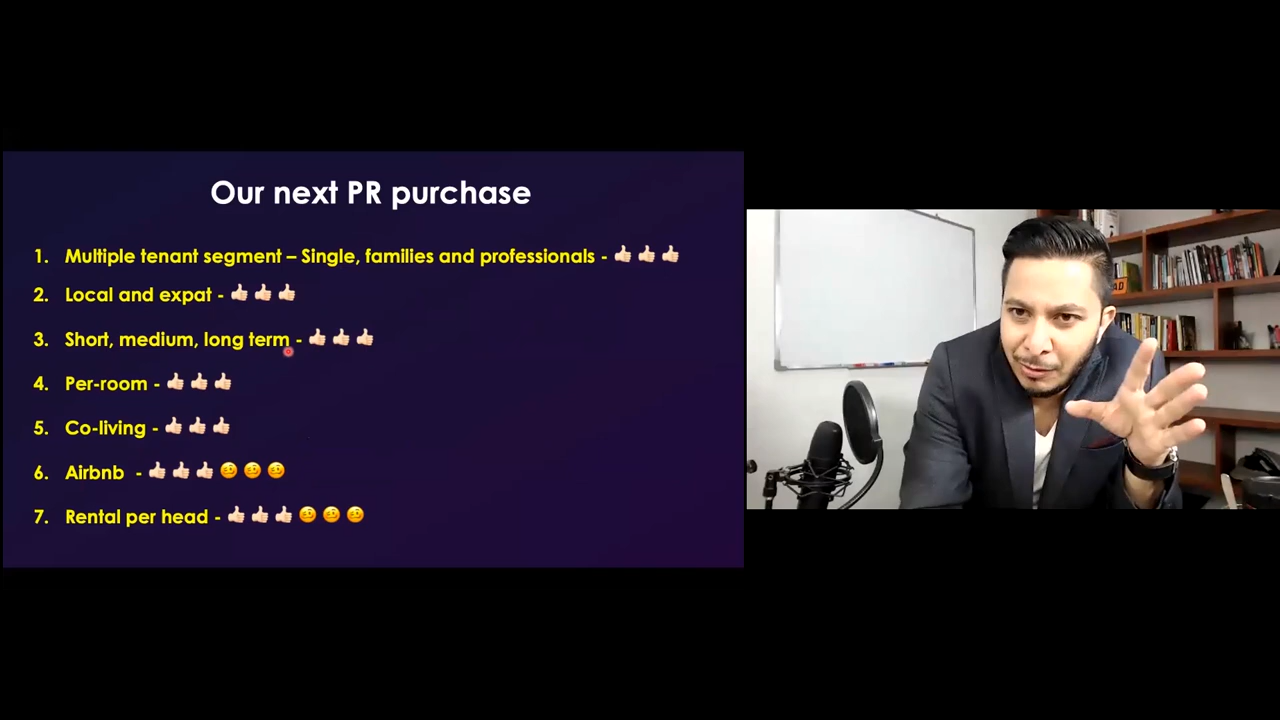 Our next PR purchase
1. Multiple tenant segment – Single, families and professionals - 👍🏻👍🏻👍🏻
2. Local and expat - 👍🏻👍🏻👍🏻
3. Short, medium, long term - 👍🏻👍🏻👍🏻
4. Per-room - 👍🏻👍🏻👍🏻
5. Co-living - 👍🏻👍🏻👍🏻
6. Airbnb - 👍🏻👍🏻👍🏻🥴🥴🥴
7. Rental per head - 👍🏻👍🏻👍🏻🥴🥴🥴